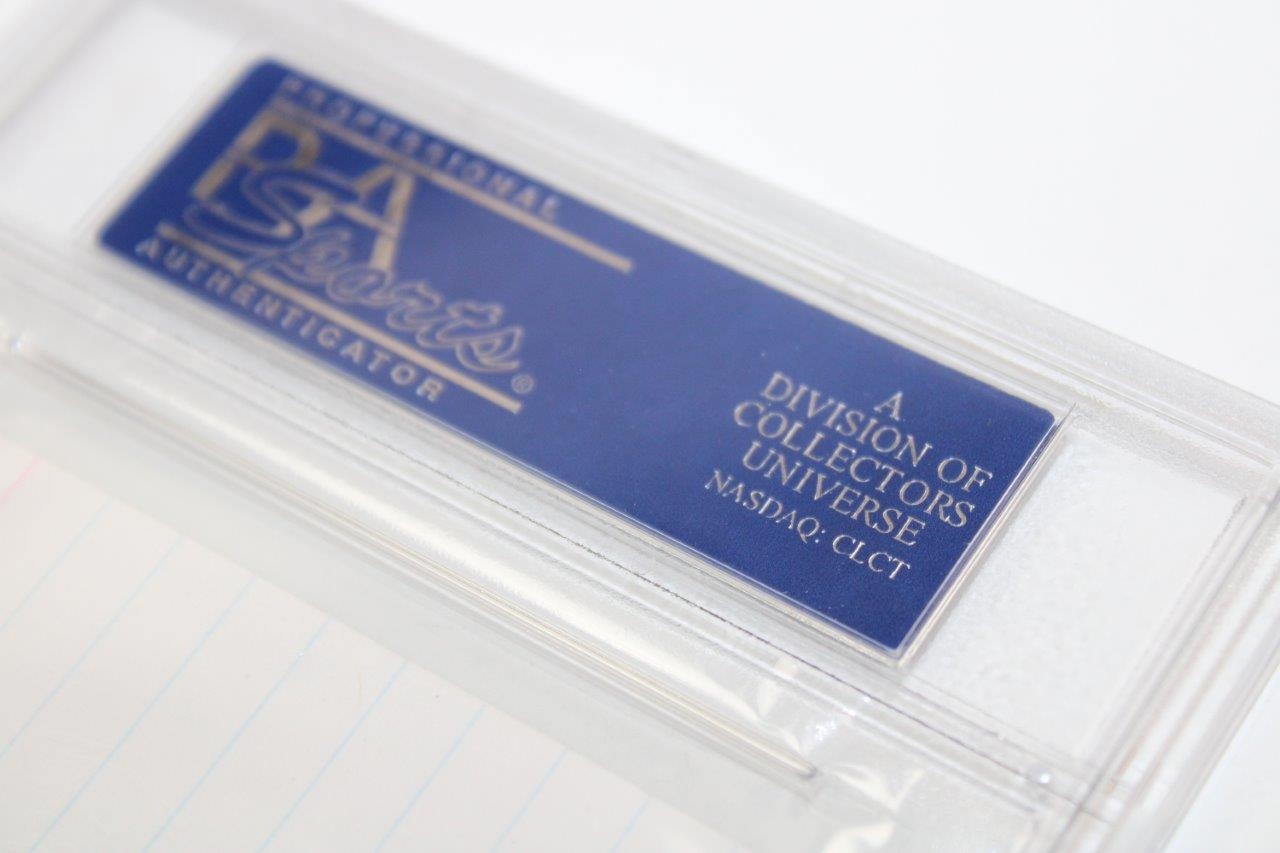 PROFESSIONAL
PSA
Sports®
AUTHENTICATOR
A
DIVISION OF
COLLECTORS
UNIVERSE
NASDAQ: CLCT